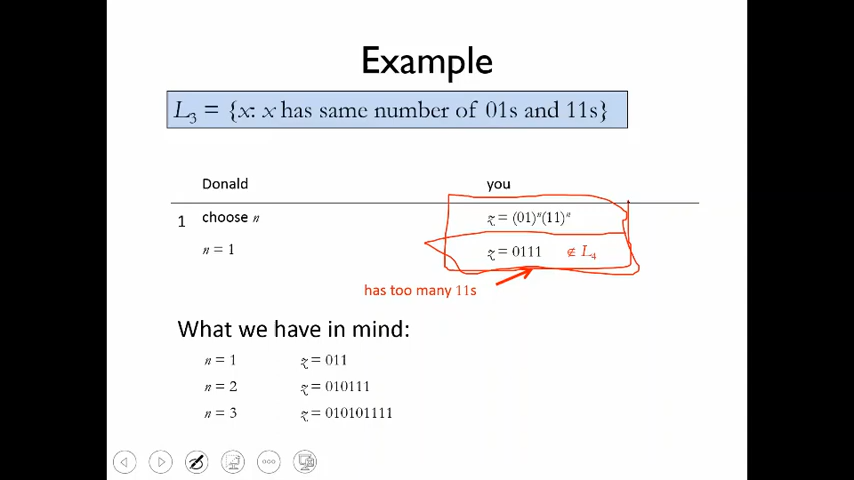 Example
L₃ = {x: x has same number of 01s and 11s}
Donald you
1 choose n z = (01)ⁿ(11)ⁿ
n = 1 z = 0111 ∉ L₄
has too many 11s
What we have in mind:
n = 1 z = 011
n = 2 z = 010111
n = 3 z = 010101111